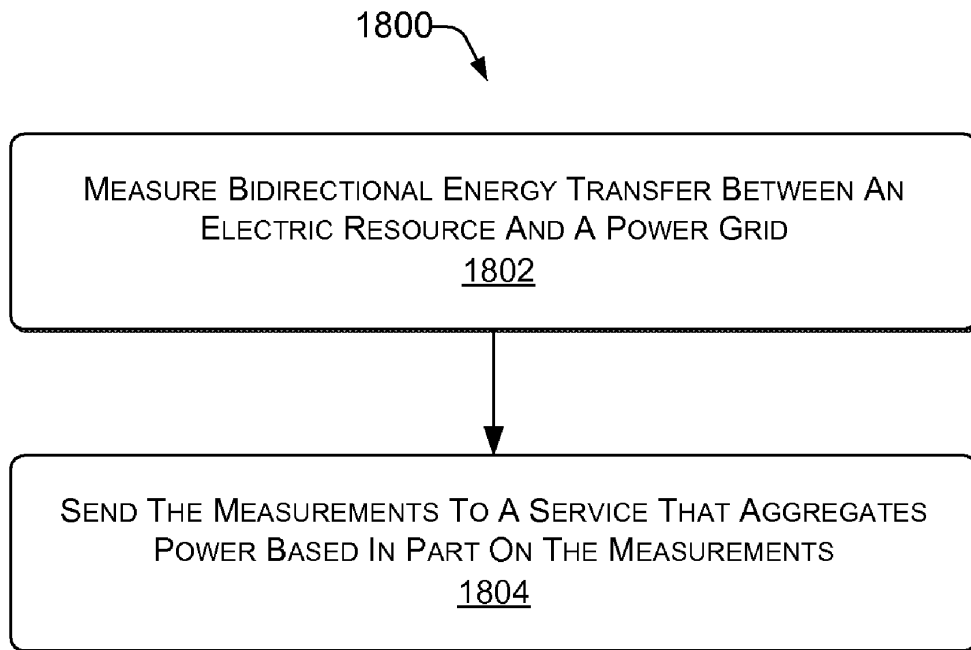 1800
MEASURE BIDIRECTIONAL ENERGY TRANSFER BETWEEN AN
ELECTRIC RESOURCE AND A POWER GRID
1802
SEND THE MEASUREMENTS TO A SERVICE THAT AGGREGATES
POWER BASED IN PART ON THE MEASUREMENTS
1804